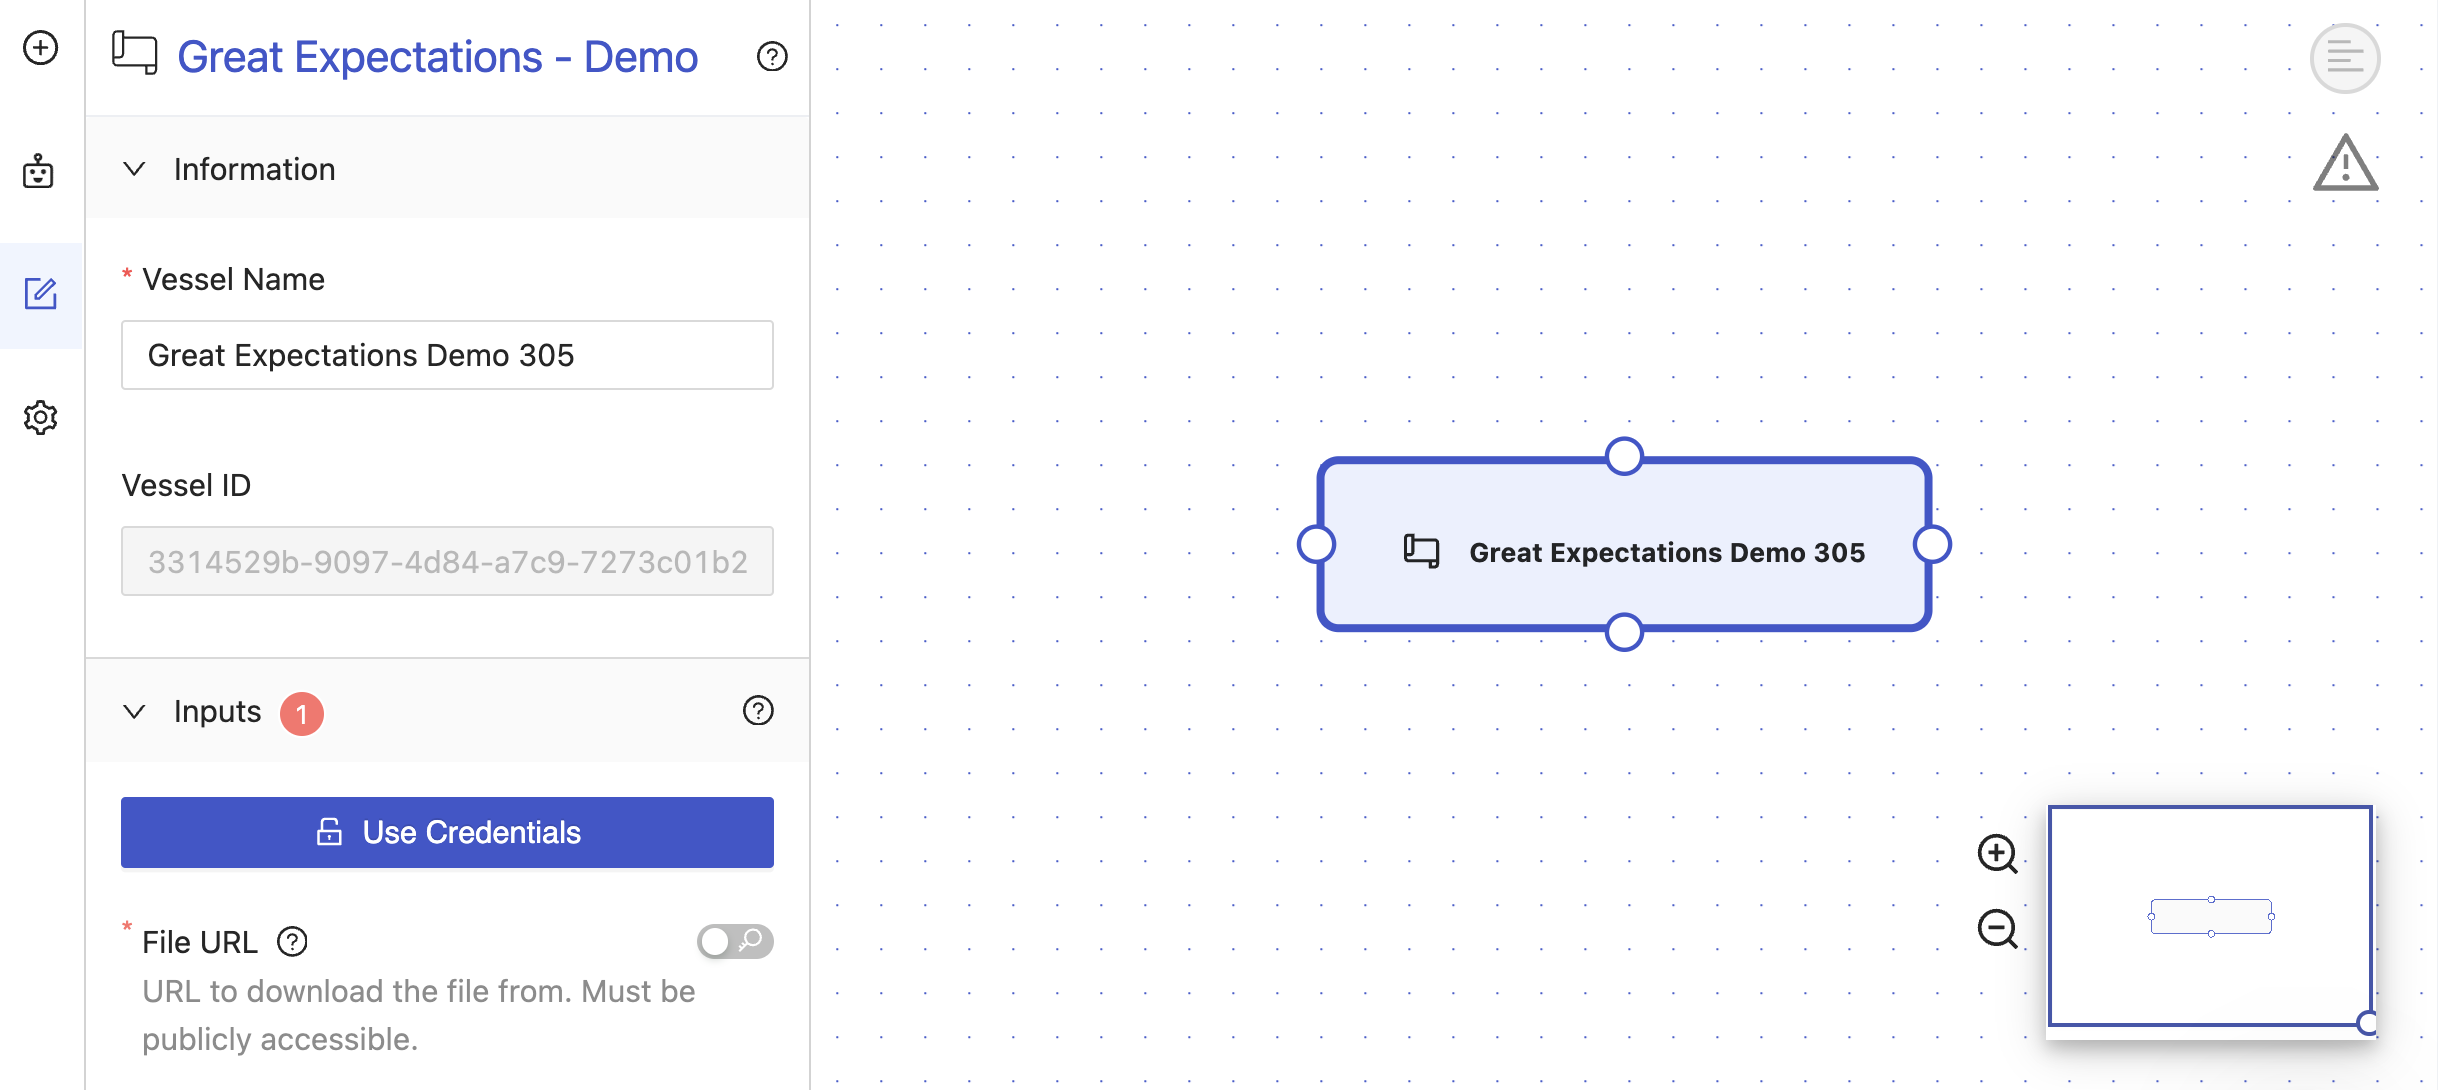 Great Expectations - Demo
Information
* Vessel Name
Great Expectations Demo 305
Vessel ID
3314529b-9097-4d84-a7c9-7273c01b2
Inputs 1
Use Credentials
* File URL
URL to download the file from. Must be
publicly accessible.
Great Expectations Demo 305